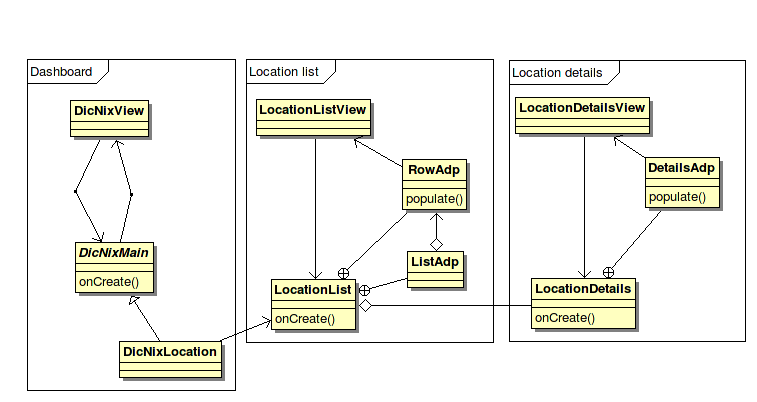 Dashboard
DicNixView
DicNixMain
onCreate()
DicNixLocation
Location list
LocationListView
RowAdp
populate()
ListAdp
LocationList
onCreate()
Location details
LocationDetailsView
DetailsAdp
populate()
LocationDetails
onCreate()